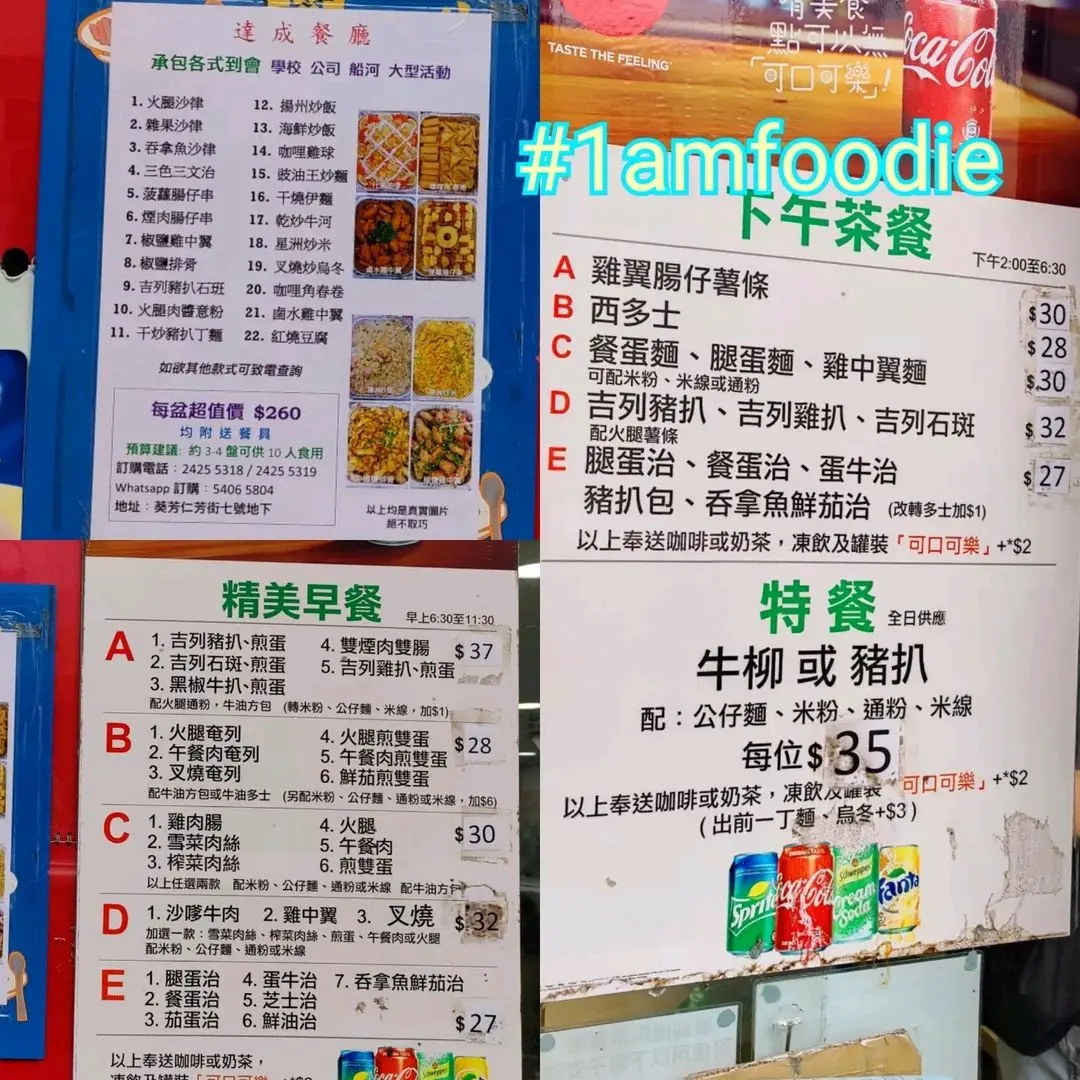 達成餐廳
承包各式到會 學校 公司 船河 大型活動
1. 火腿沙律
2. 雜果沙律
3. 吞拿魚沙律
4. 三色三文治
5. 菠蘿腸仔串
6. 煙肉腸仔串
7. 椒鹽雞中翼
8. 椒鹽排骨
9. 吉列豬扒石班
10. 火腿肉醬意粉
11. 干炒豬扒丁麵
12. 揚州炒飯
13. 海鮮炒飯
14. 咖哩雞球
15. 豉油王炒麵
16. 干燒伊麵
17. 乾炒牛河
18. 星洲炒米
19. 叉燒炒烏冬
20. 咖哩角春卷
21. 鹵水雞中翼
22. 紅燒豆腐
如欲其他款式可致電查詢
每盆超值價 $260
均附送餐具
預算建議: 約 3-4 盤可供 10 人食用
訂購電話：2425 5318 / 2425 5319
Whatsapp 訂購：5406 5804
地址：葵芳仁芳街七號地下
以上均是真實圖片
絕不取巧
TASTE THE FEELING
有美食
點可以無
「可口可樂」!
Coca-Cola
#1amfoodie
下午茶餐
下午2:00至6:30
A 雞翼腸仔薯條 $30
B 西多士 $28
C 餐蛋麵、腿蛋麵、雞中翼麵 $30
可配米粉、米線或通粉
D 吉列豬扒、吉列雞扒、吉列石斑 $32
配火腿薯條
E 腿蛋治、餐蛋治、蛋牛治 $27
豬扒包、吞拿魚鮮茄治 (改轉多士加$1)
以上奉送咖啡或奶茶，凍飲及罐裝「可口可樂」+*$2
特餐 全日供應
牛柳 或 豬扒
配：公仔麵、米粉、通粉、米線
每位$35
以上奉送咖啡或奶茶，凍飲及罐裝「可口可樂」+*$2
(出前一丁麵、烏冬+$3)
Sprite
Coca-Cola
Schweppes
Cream Soda
Fanta
精美早餐
早上6:30至11:30
A 1. 吉列豬扒、煎蛋 4. 雙煙肉雙腸 $37
2. 吉列石斑、煎蛋 5. 吉列雞扒、煎蛋
3. 黑椒牛扒、煎蛋
配火腿通粉，牛油方包 (轉米粉、公仔麵、米線，加$1)
B 1. 火腿奄列 4. 火腿煎雙蛋 $28
2. 午餐肉奄列 5. 午餐肉煎雙蛋
3. 叉燒奄列 6. 鮮茄煎雙蛋
配牛油方包或牛油多士 (另配米粉、公仔麵、通粉或米線，加$6)
C 1. 雞肉腸 4. 火腿 $30
2. 雪菜肉絲 5. 午餐肉
3. 榨菜肉絲 6. 煎雙蛋
以上任選兩款 配米粉、公仔麵、通粉或米線 配牛油方包
D 1. 沙嗲牛肉 2. 雞中翼 3. 叉燒 $32
加選一款：雪菜肉絲、榨菜肉絲、煎蛋、午餐肉或火腿
配米粉、公仔麵、通粉或米線
E 1. 腿蛋治 4. 蛋牛治 7. 吞拿魚鮮茄治
2. 餐蛋治 5. 芝士治
3. 茄蛋治 6. 鮮油治 $27
以上奉送咖啡或奶茶，
凍飲及罐裝「可口可樂」+*$2